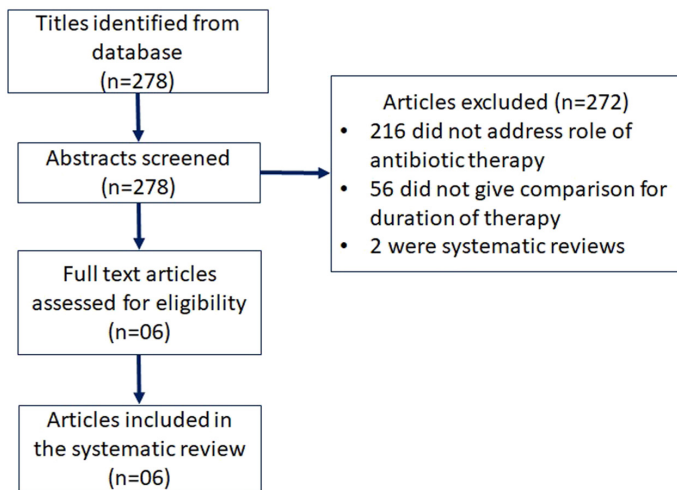 Titles identified from
database
(n=278)
Abstracts screened
(n=278)
Articles excluded (n=272)
• 216 did not address role of
antibiotic therapy
• 56 did not give comparison for
duration of therapy
• 2 were systematic reviews
Full text articles
assessed for eligibility
(n=06)
Articles included in
the systematic review
(n=06)